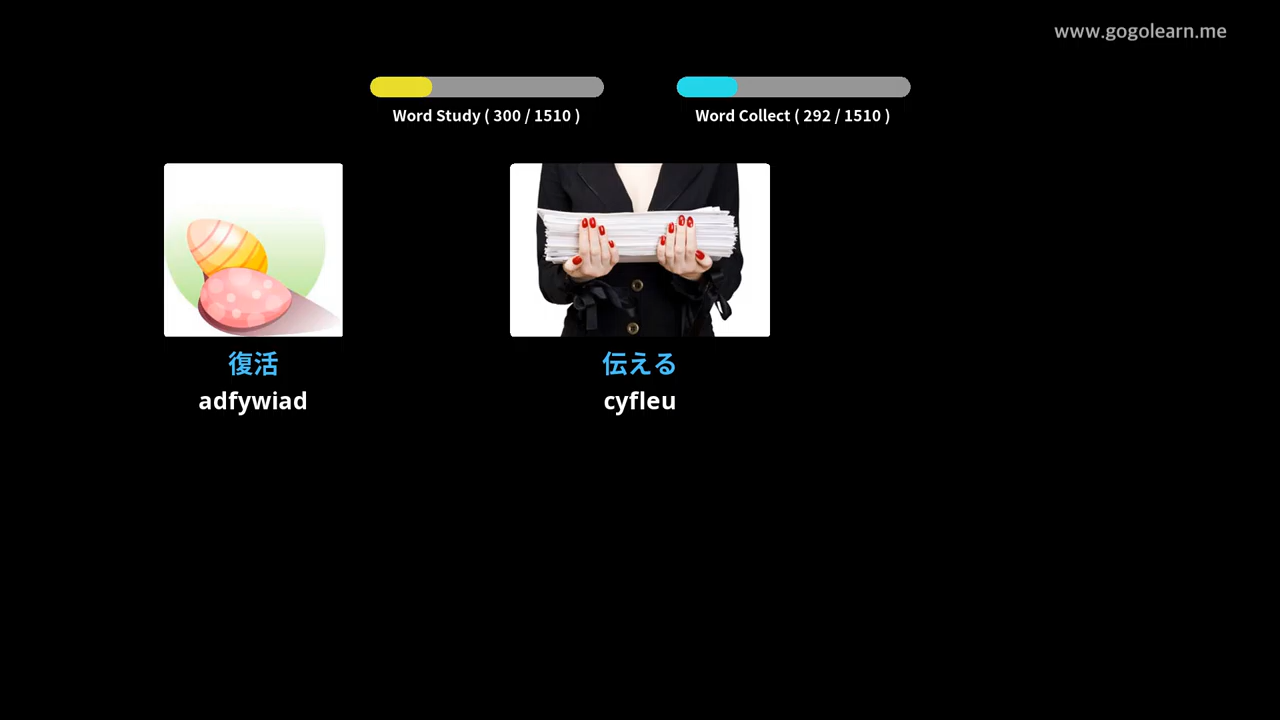 www.gogolearn.me
Word Study ( 300 / 1510 )
Word Collect ( 292 / 1510 )
復活
adfywiad
伝える
cyfleu